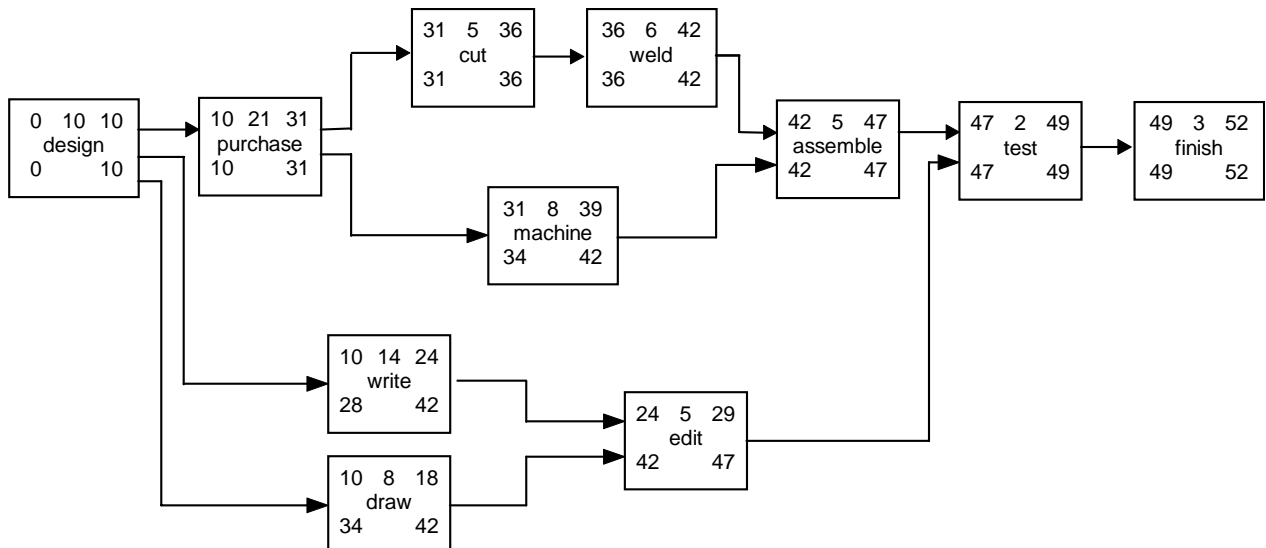 31 5 36
cut
31 36
36 6 42
weld
36 42
0 10 10
design
0 10
10 21 31
purchase
10 31
42 5 47
assemble
42 47
47 2 49
test
47 49
49 3 52
finish
49 52
31 8 39
machine
34 42
10 14 24
write
28 42
24 5 29
edit
42 47
10 8 18
draw
34 42